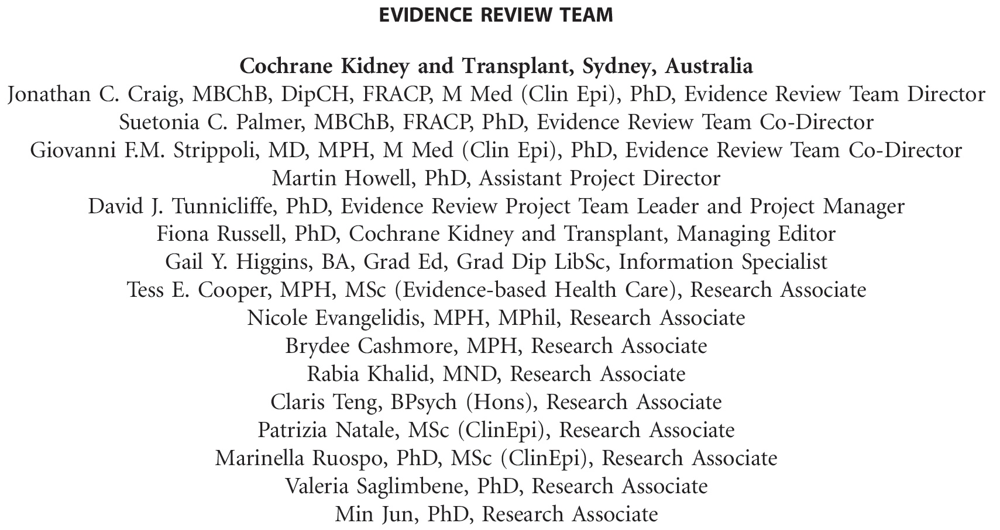 EVIDENCE REVIEW TEAM
Cochrane Kidney and Transplant, Sydney, Australia
Jonathan C. Craig, MBChB, DipCH, FRACP, M Med (Clin Epi), PhD, Evidence Review Team Director
Suetonia C. Palmer, MBChB, FRACP, PhD, Evidence Review Team Co-Director
Giovanni F.M. Strippoli, MD, MPH, M Med (Clin Epi), PhD, Evidence Review Team Co-Director
Martin Howell, PhD, Assistant Project Director
David J. Tunnicliffe, PhD, Evidence Review Project Team Leader and Project Manager
Fiona Russell, PhD, Cochrane Kidney and Transplant, Managing Editor
Gail Y. Higgins, BA, Grad Ed, Grad Dip LibSc, Information Specialist
Tess E. Cooper, MPH, MSc (Evidence-based Health Care), Research Associate
Nicole Evangelidis, MPH, MPhil, Research Associate
Brydee Cashmore, MPH, Research Associate
Rabia Khalid, MND, Research Associate
Claris Teng, BPsych (Hons), Research Associate
Patrizia Natale, MSc (ClinEpi), Research Associate
Marinella Ruospo, PhD, MSc (ClinEpi), Research Associate
Valeria Saglimbene, PhD, Research Associate
Min Jun, PhD, Research Associate